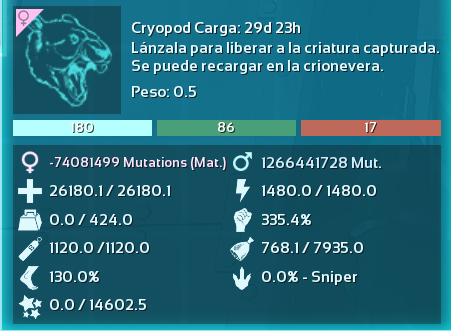 Cryopod Carga: 29d 23h
Lánzala para liberar a la criatura capturada.
Se puede recargar en la crionevera.
Peso: 0.5
180 86 17
-74081499 Mutations (Mat.) 1266441728 Mut.
26180.1 / 26180.1 1480.0 / 1480.0
0.0 / 424.0 335.4%
1120.0 /1120.0 768.1 / 7935.0
130.0% 0.0% - Sniper
0.0 / 14602.5